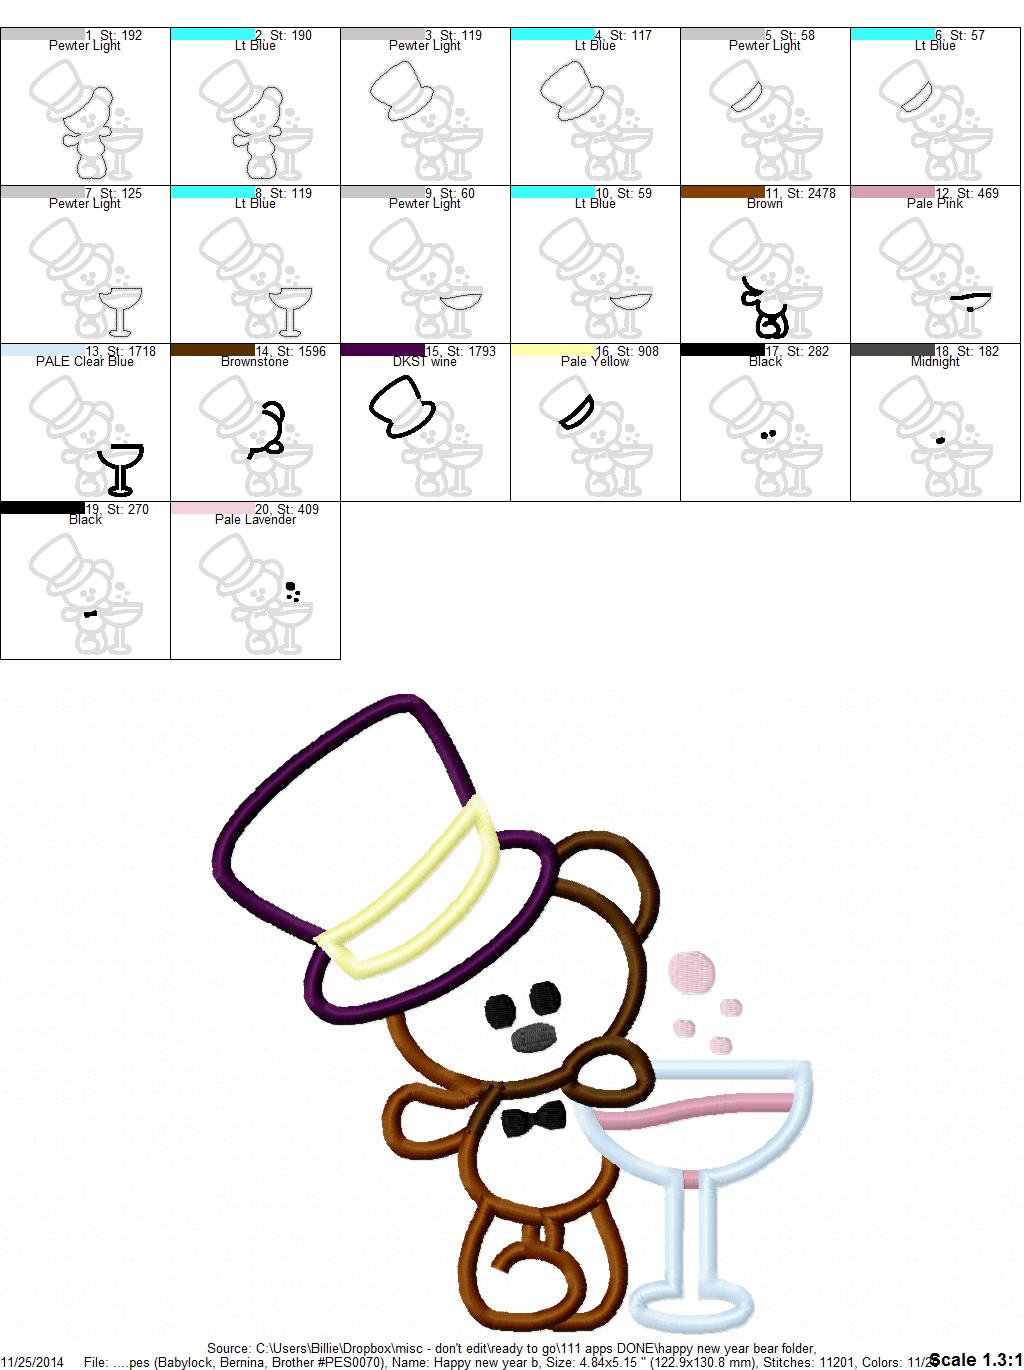 1, St: 192
Pewter Light
2, St: 190
Lt Blue
3, St: 119
Pewter Light
4, St: 117
Lt Blue
5, St: 58
Pewter Light
6, St: 57
Lt Blue
7, St: 125
Pewter Light
8, St: 119
Lt Blue
9, St: 60
Pewter Light
10, St: 59
Lt Blue
11, St: 2478
Brown
12, St: 469
Pale Pink
13, St: 1718
PALE Clear Blue
14, St: 1596
Brownstone
15, St: 1793
DKST wine
16, St: 908
Pale Yellow
17, St: 282
Black
18, St: 182
Midnight
19, St: 270
Black
20, St: 409
Pale Lavender
Source: C:\Users\Billie\Dropbox\misc - don't edit\ready to go\111 apps DONE\happy new year bear folder,
11/25/2014 File: ....pes (Babylock, Bernina, Brother #PES0070), Name: Happy new year b, Size: 4.84x5.15 " (122.9x130.8 mm), Stitches: 11201, Colors: 11/2 Scale 1.3:1